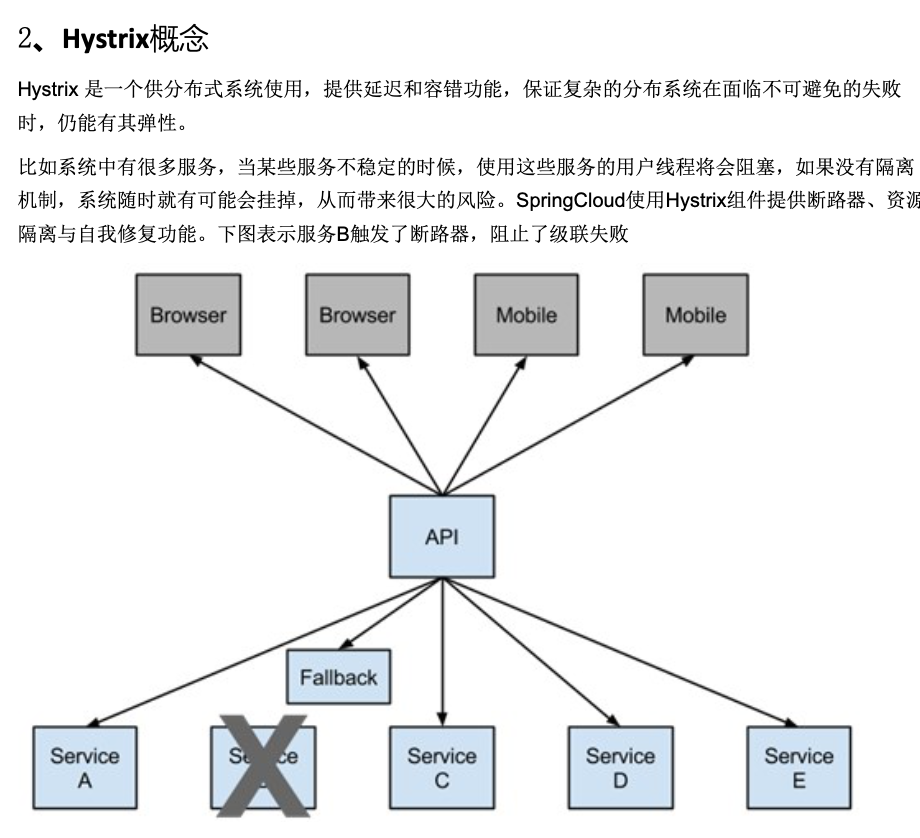 2、Hystrix概念
Hystrix 是一个供分布式系统使用，提供延迟和容错功能，保证复杂的分布系统在面临不可避免的失败
时，仍能有其弹性。
比如系统中有很多服务，当某些服务不稳定的时候，使用这些服务的用户线程将会阻塞，如果没有隔离
机制，系统随时就有可能会挂掉，从而带来很大的风险。SpringCloud使用Hystrix组件提供断路器、资源
隔离与自我修复功能。下图表示服务B触发了断路器，阻止了级联失败
Browser
Browser
Mobile
Mobile
API
Fallback
Service
A
Service
C
Service
D
Service
E